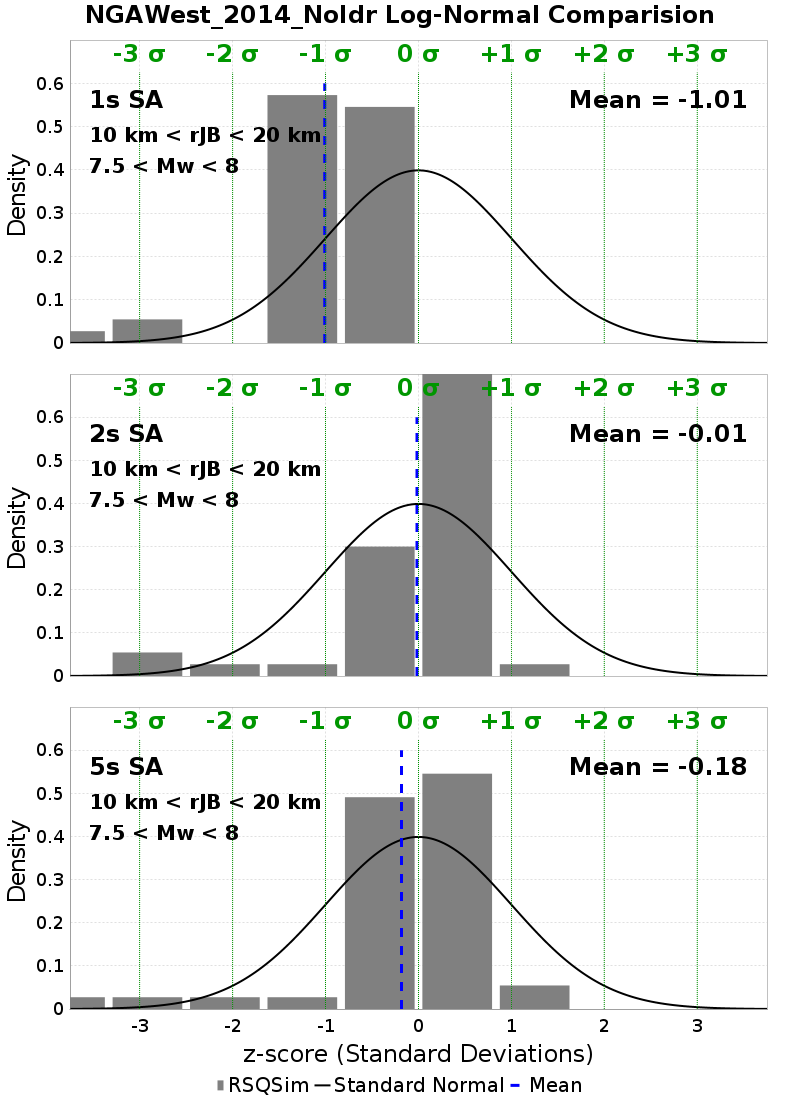 NGAWest_2014_NoIdr Log-Normal Comparision
-3 σ -2 σ -1 σ 0 σ +1 σ +2 σ +3 σ
1s SA Mean = -1.01
10 km < rJB < 20 km
7.5 < Mw < 8
0.6
0.5
0.4
0.3
0.2
0.1
0
Density
-3 σ -2 σ -1 σ 0 σ +1 σ +2 σ +3 σ
2s SA Mean = -0.01
10 km < rJB < 20 km
7.5 < Mw < 8
0.6
0.5
0.4
0.3
0.2
0.1
0
Density
-3 σ -2 σ -1 σ 0 σ +1 σ +2 σ +3 σ
5s SA Mean = -0.18
10 km < rJB < 20 km
7.5 < Mw < 8
0.6
0.5
0.4
0.3
0.2
0.1
0
Density
-3 -2 -1 0 1 2 3
z-score (Standard Deviations)
RSQSim Standard Normal Mean